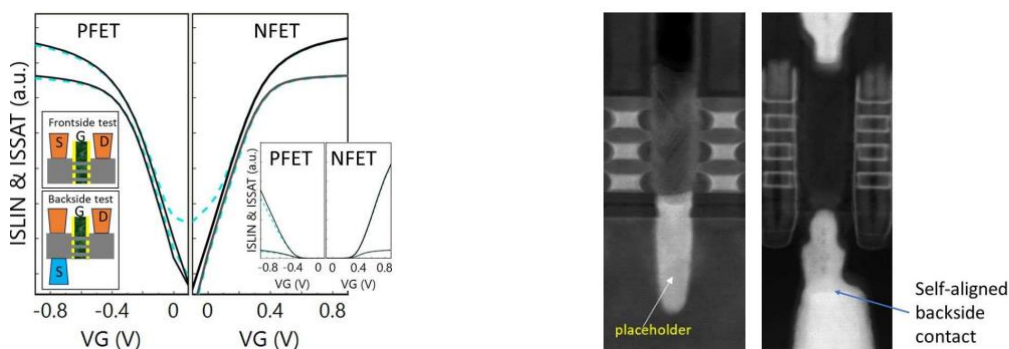 PFET
NFET
ISLIN & ISSAT (a.u.)
Frontside test
G
S
D
Backside test
G
D
S
-0.8
-0.4
0
0
0.4
0.8
VG (V)
VG (V)
PFET
NFET
ISLIN & ISSAT (a.u.)
-0.8
-0.4
0
0
0.4
0.8
VG (V)
VG (V)
placeholder
Self-aligned
backside
contact